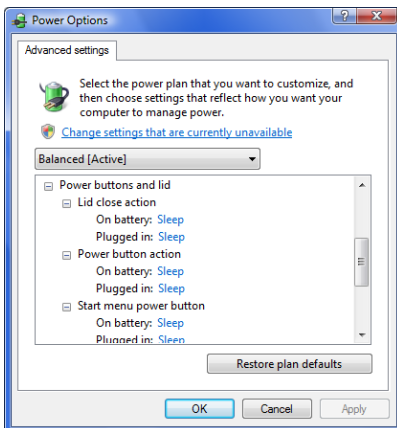 Power Options
Advanced settings
Select the power plan that you want to customize, and
then choose settings that reflect how you want your
computer to manage power.
Change settings that are currently unavailable
Balanced [Active]
Power buttons and lid
Lid close action
On battery: Sleep
Plugged in: Sleep
Power button action
On battery: Sleep
Plugged in: Sleep
Start menu power button
On battery: Sleep
Plugged in: Sleep
Restore plan defaults
OK Cancel Apply